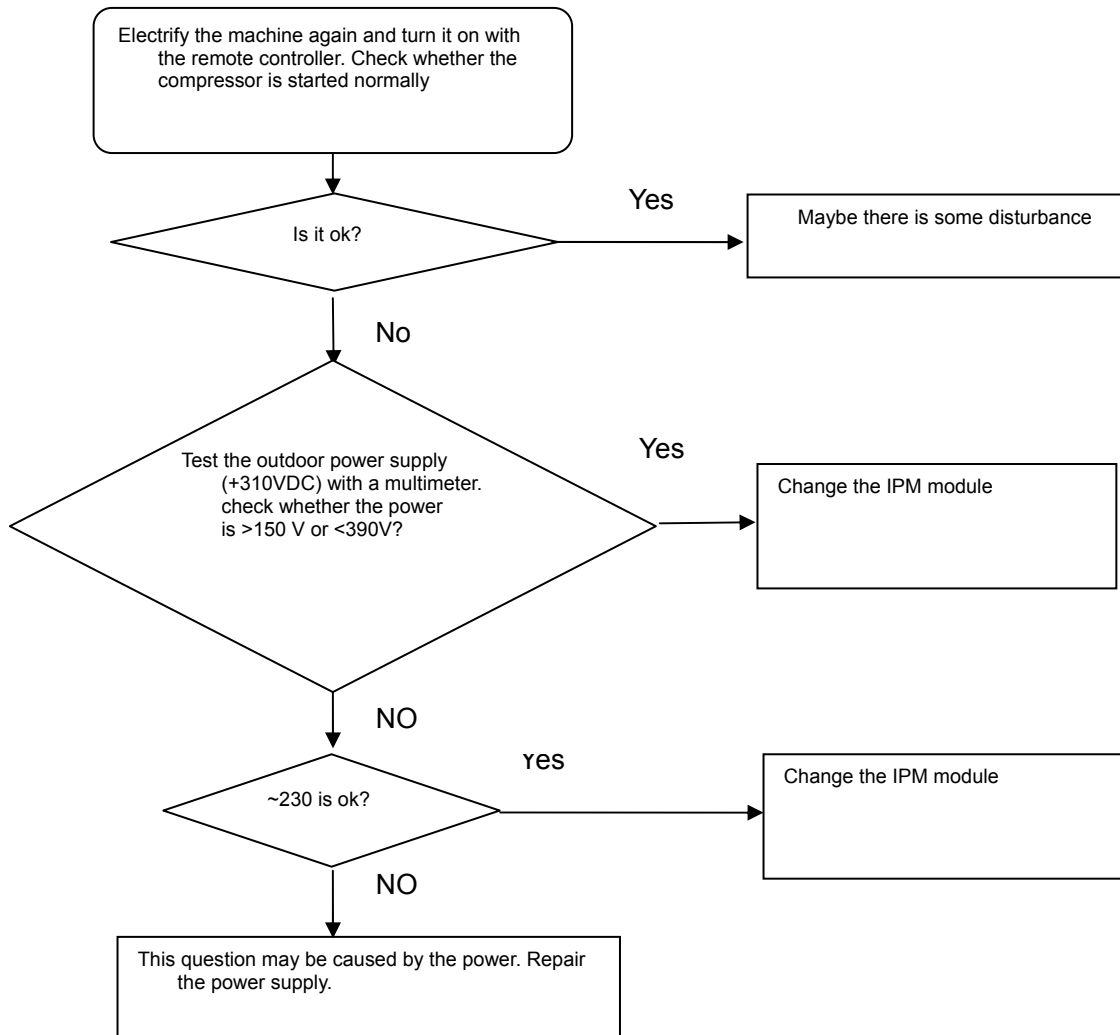 Electrify the machine again and turn it on with
the remote controller. Check whether the
compressor is started normally
Yes
Is it ok?
Maybe there is some disturbance
No
Yes
Test the outdoor power supply
(+310VDC) with a multimeter.
check whether the power
is >150 V or <390V?
Change the IPM module
NO
Yes
~230 is ok?
Change the IPM module
NO
This question may be caused by the power. Repair
the power supply.